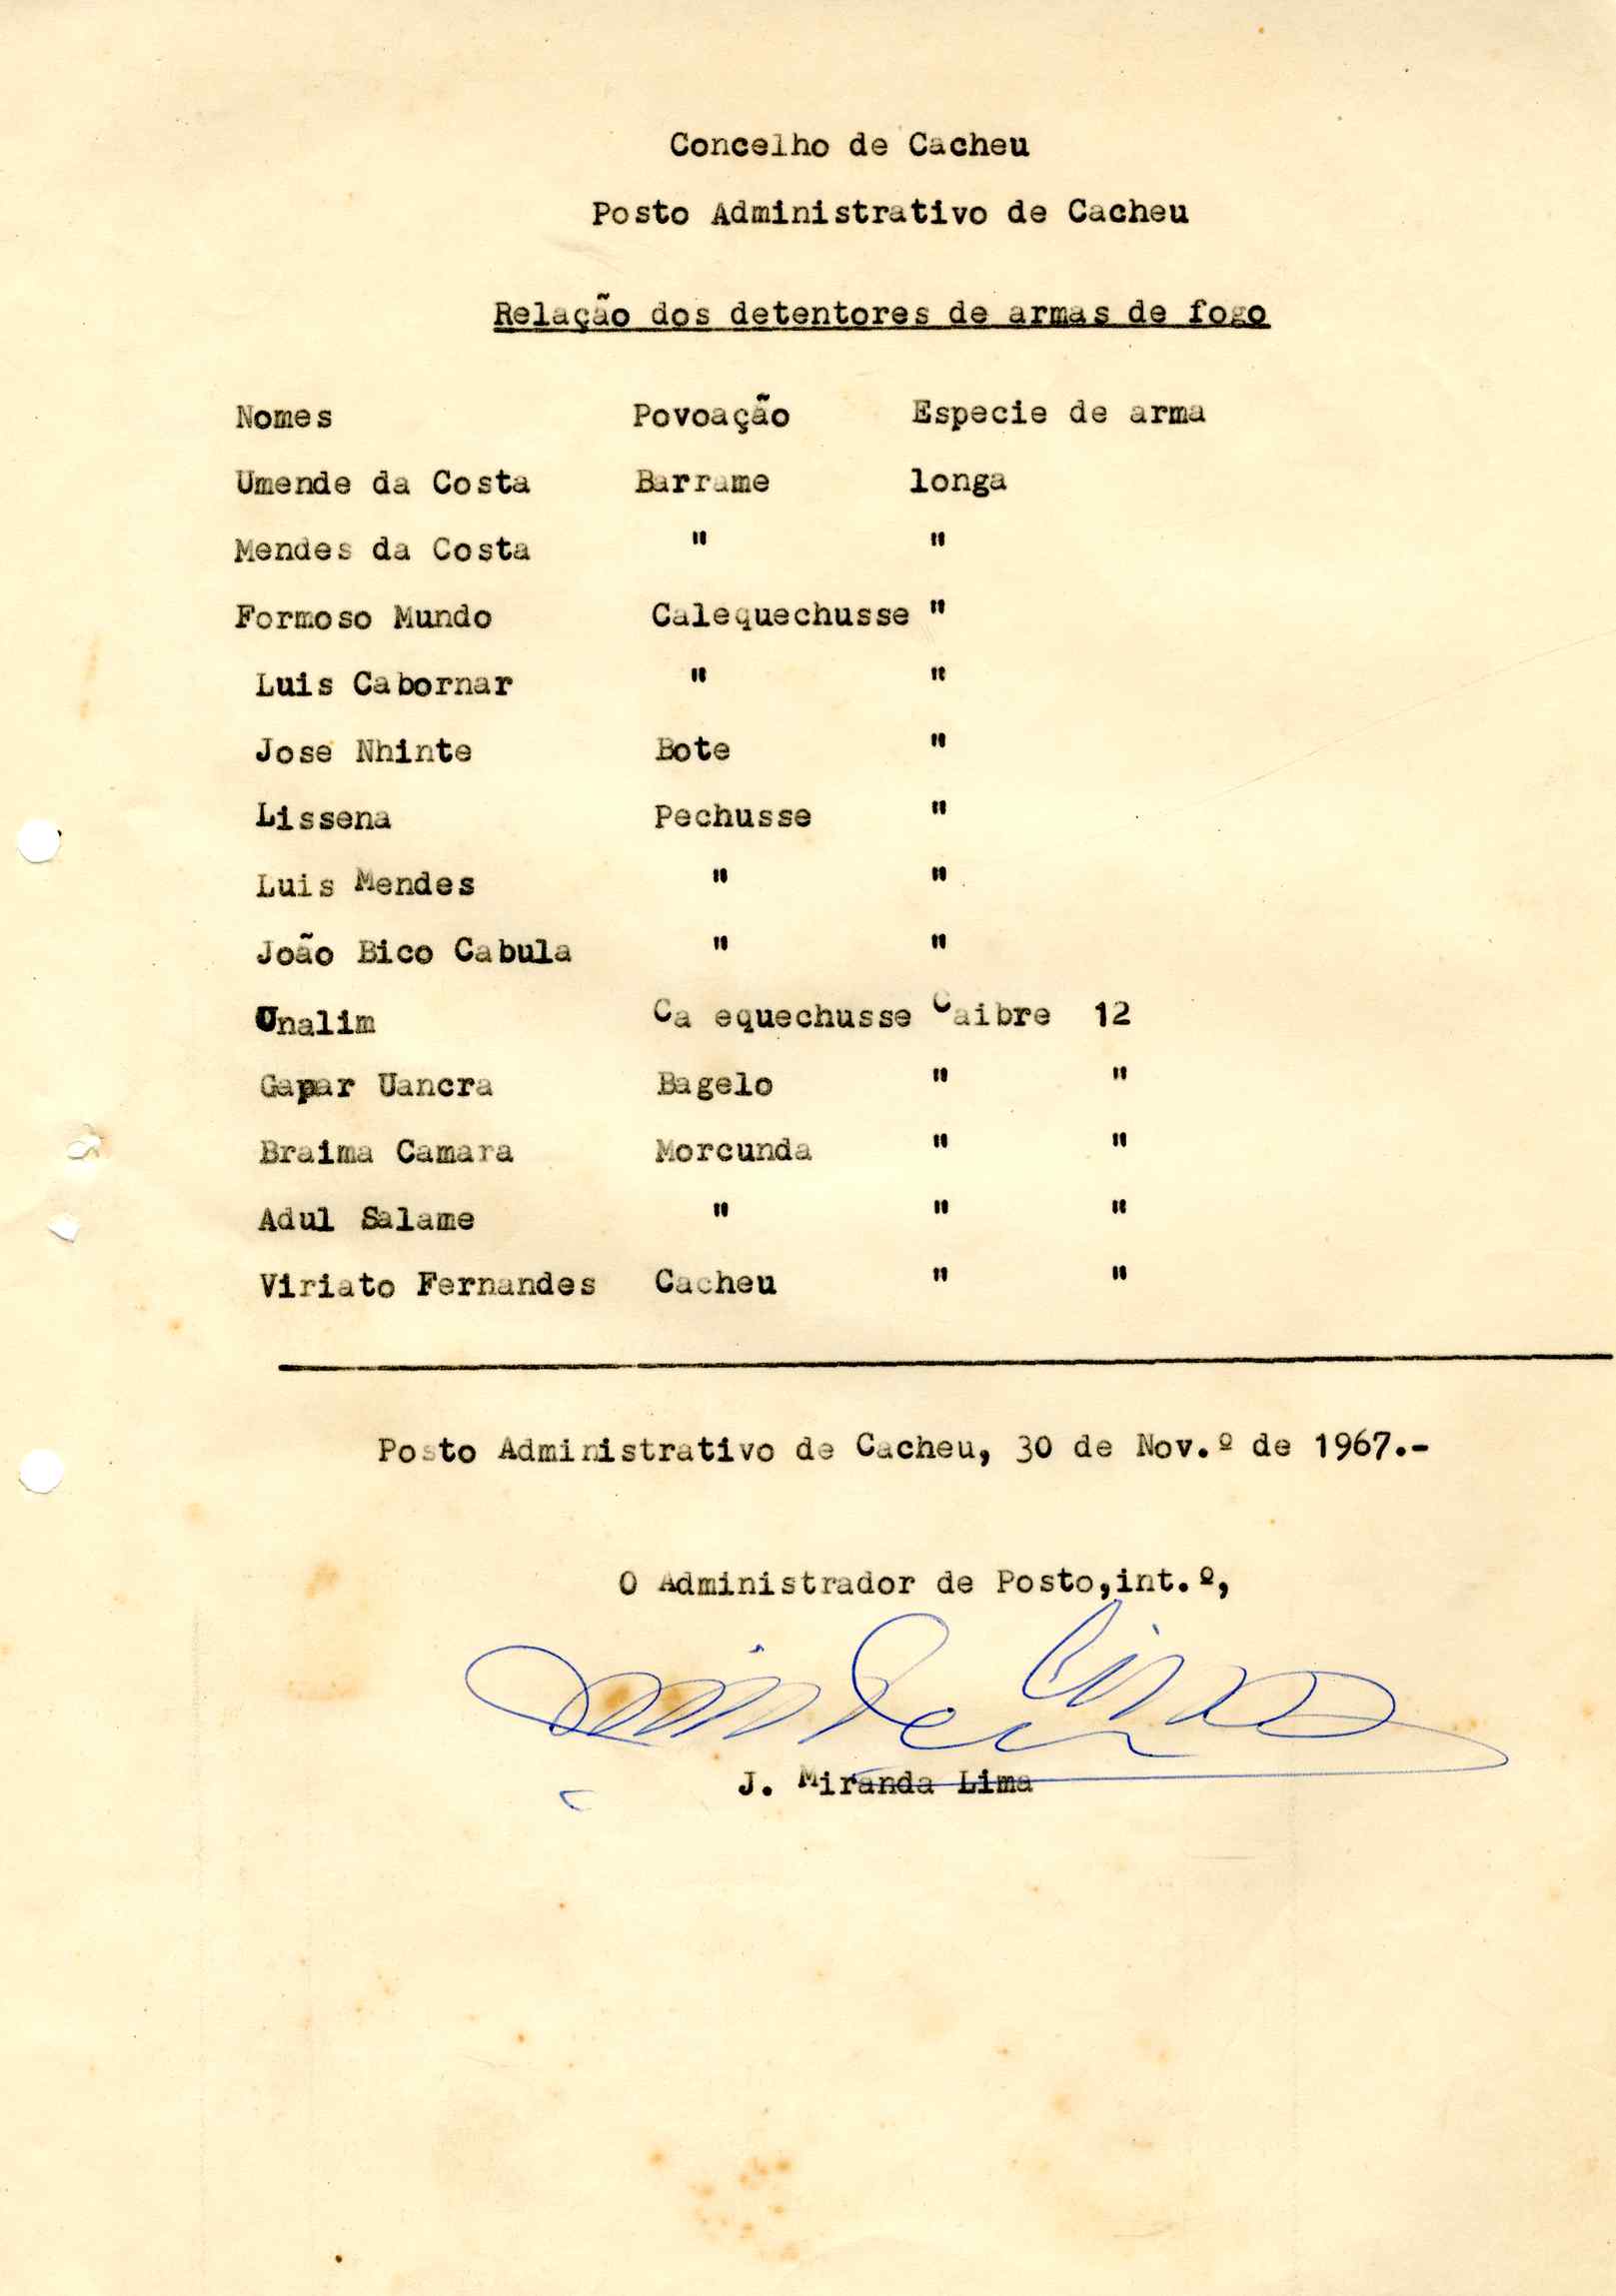 Concelho de Cacheu
Posto Administrativo de Cacheu
Relação dos detentores de armas de fogo
Nomes Povoação Especie de arma
Umende da Costa Barrame longa
Mendes da Costa " "
Formoso Mundo Calequechusse "
Luis Cabornar " "
Jose Nhinte Bote "
Lissena Pechusse "
Luis Mendes " "
João Bico Cabula " "
Unalim Ca equechusse Caibre 12
Gapar Uancra Bagelo " "
Braima Camara Morcunda " "
Adul Salame " " "
Viriato Fernandes Cacheu " "
Posto Administrativo de Cacheu, 30 de Nov.º de 1967.-
O Administrador de Posto,int.º,
J. Miranda Lima